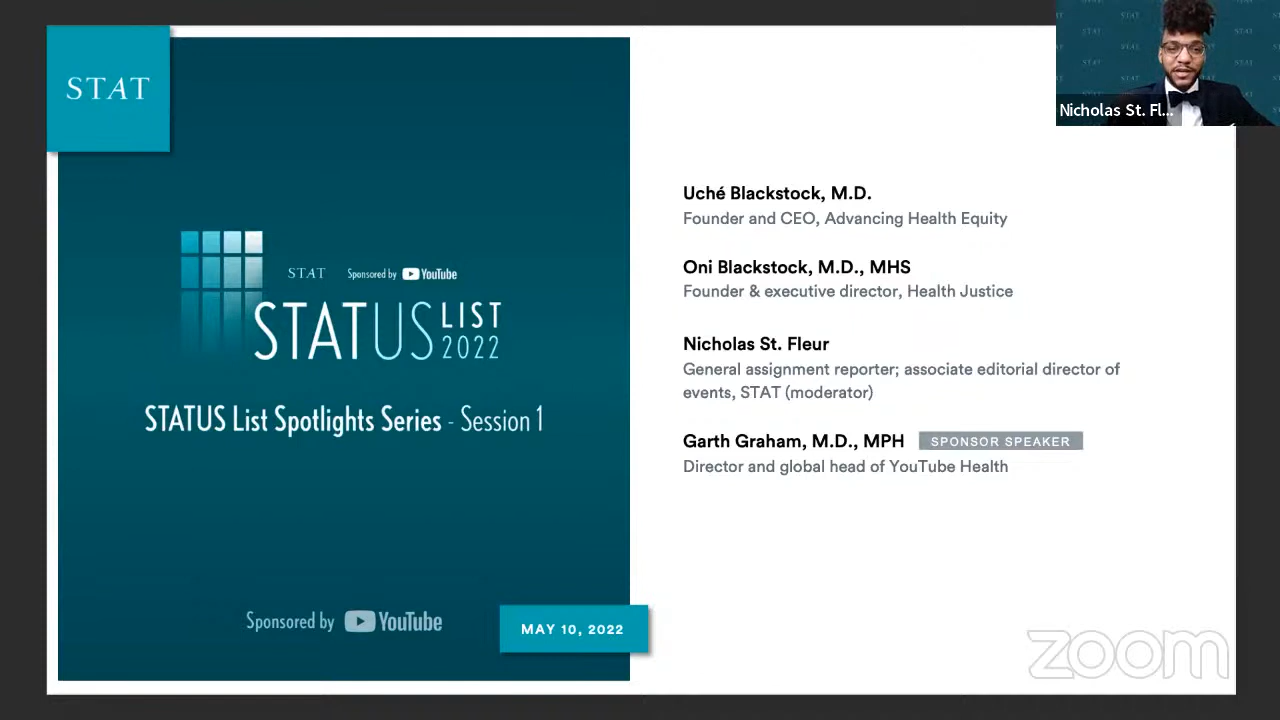 STAT
STAT Sponsored by YouTube
STATUS LIST 2022
STATUS List Spotlights Series - Session 1
Sponsored by YouTube
MAY 10, 2022
Nicholas St. Fl...
Uché Blackstock, M.D.
Founder and CEO, Advancing Health Equity
Oni Blackstock, M.D., MHS
Founder & executive director, Health Justice
Nicholas St. Fleur
General assignment reporter; associate editorial director of
events, STAT (moderator)
Garth Graham, M.D., MPH SPONSOR SPEAKER
Director and global head of YouTube Health
zoom